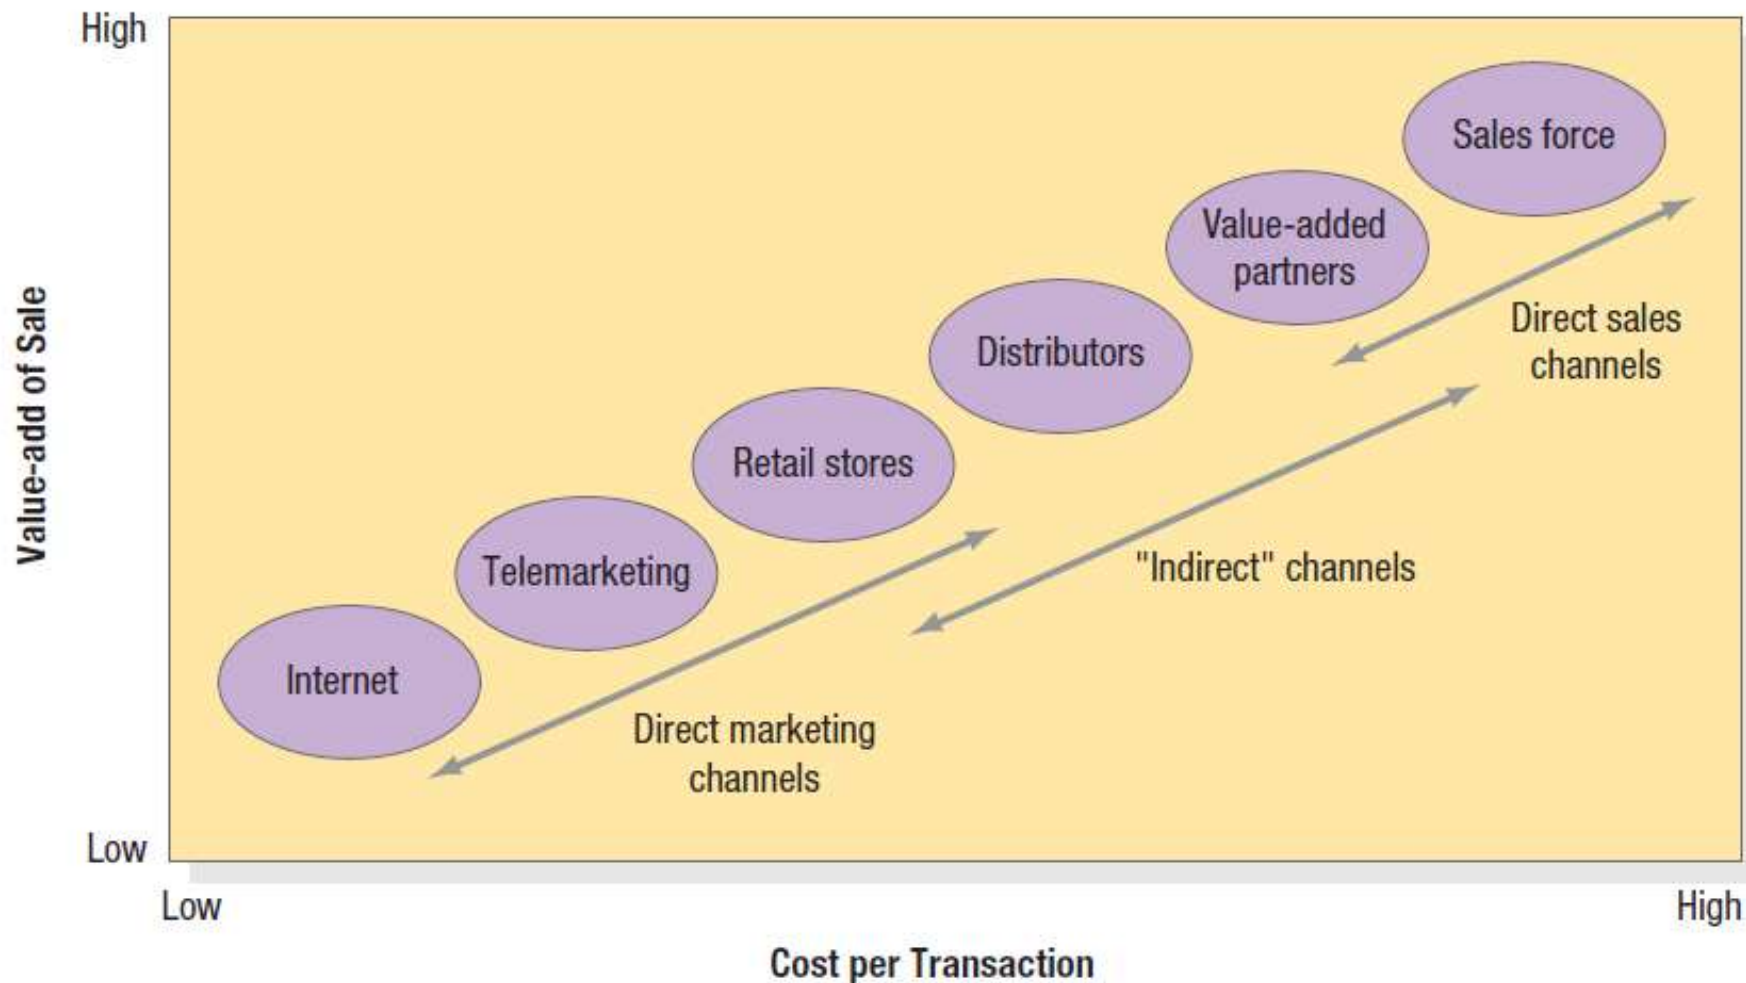 High
Sales force
Value-added
partners
Direct sales
channels
Distributors
Retail stores
"Indirect" channels
Telemarketing
Internet
Direct marketing
channels
Value-add of Sale
Low
Low
High
Cost per Transaction